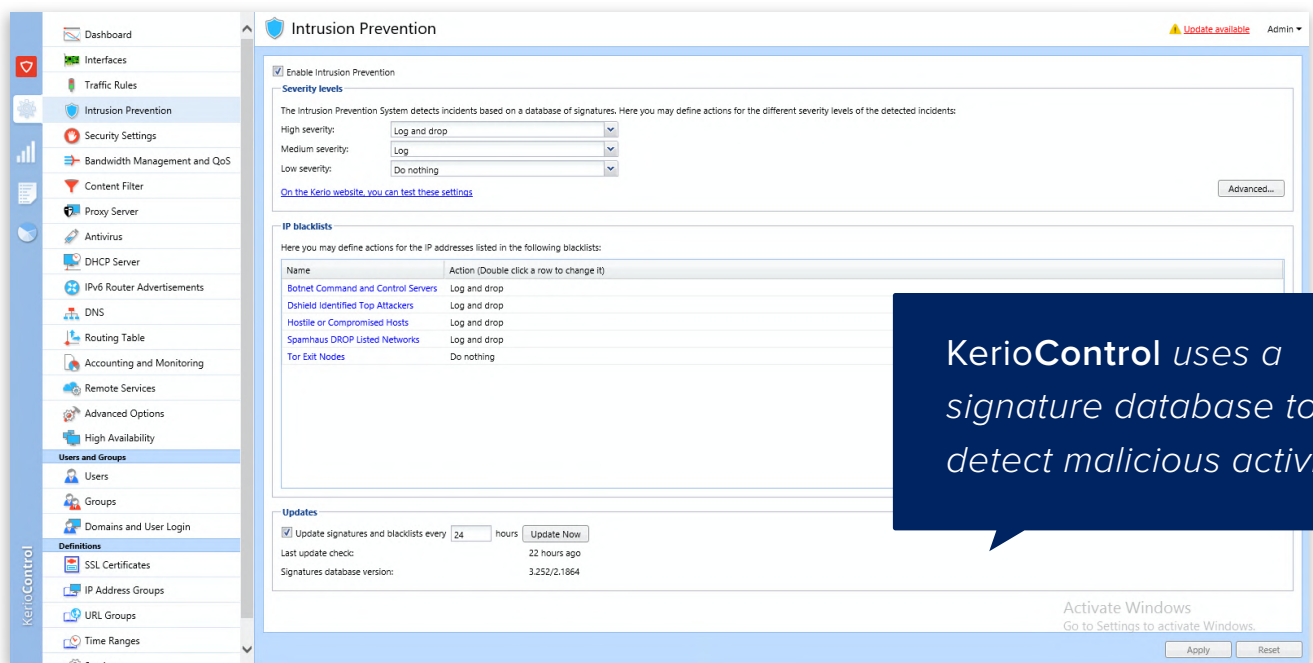 Dashboard
Interfaces
Traffic Rules
Intrusion Prevention
Security Settings
Bandwidth Management and QoS
Content Filter
Proxy Server
Antivirus
DHCP Server
IPv6 Router Advertisements
DNS
Routing Table
Accounting and Monitoring
Remote Services
Advanced Options
High Availability
Users and Groups
Users
Groups
Domains and User Login
Definitions
SSL Certificates
IP Address Groups
URL Groups
Time Ranges
KerioControl
Intrusion Prevention
Update available Admin
Enable Intrusion Prevention
Severity levels
The Intrusion Prevention System detects incidents based on a database of signatures. Here you may define actions for the different severity levels of the detected incidents:
High severity: Log and drop
Medium severity: Log
Low severity: Do nothing
On the Kerio website, you can test these settings
Advanced...
IP blacklists
Here you may define actions for the IP addresses listed in the following blacklists:
Name Action (Double click a row to change it)
Botnet Command and Control Servers Log and drop
Dshield Identified Top Attackers Log and drop
Hostile or Compromised Hosts Log and drop
Spamhaus DROP Listed Networks Log and drop
Tor Exit Nodes Do nothing
KerioControl uses a
signature database to
detect malicious activ
Updates
Update signatures and blacklists every 24 hours Update Now
Last update check: 22 hours ago
Signatures database version: 3.252/2.1864
Activate Windows
Go to Settings to activate Windows.
Apply Reset